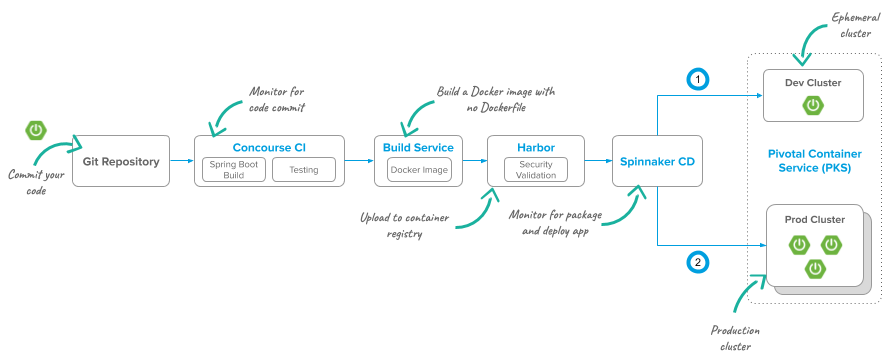 Ephemeral
cluster
1
Dev Cluster
Monitor for
code commit
Build a Docker image with
no Dockerfile
Git Repository
Concourse CI
Spring Boot
Build
Testing
Build Service
Docker Image
Harbor
Security
Validation
Spinnaker CD
Pivotal Container
Service (PKS)
Commit your
code
Upload to container
registry
Monitor for package
and deploy app
Prod Cluster
2
Production
cluster